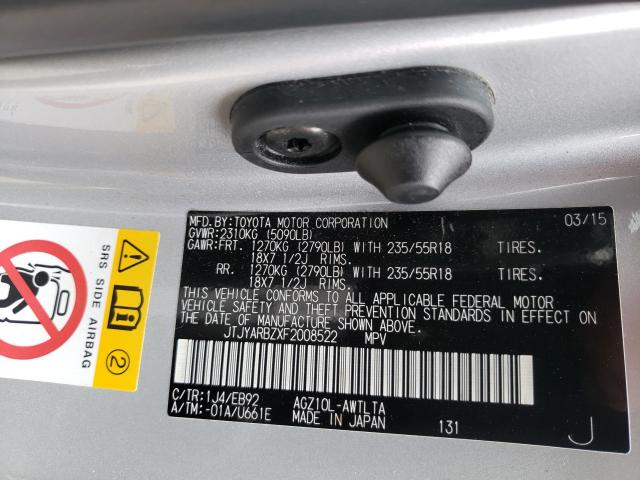 MFD.BY:TOYOTA MOTOR CORPORATION 03/15
GVWR:2310KG (5090LB)
GAWR:FRT. 1270KG (2790LB) WITH 235/55R18 TIRES.
18X7 1/2J RIMS.
RR. 1270KG (2790LB) WITH 235/55R18 TIRES.
18X7 1/2J RIMS.
THIS VEHICLE CONFORMS TO ALL APPLICABLE FEDERAL MOTOR
VEHICLE SAFETY AND THEFT PREVENTION STANDARDS IN EFFECT ON
THE DATE OF MANUFACTURE SHOWN ABOVE.
JTJYARBZXF2008522 MPV
C/TR:1J4/EB92 AGZ10L-AWTLTA
A/TM:-01A/U661E MADE IN JAPAN 131 J
SRS SIDE AIRBAG 2